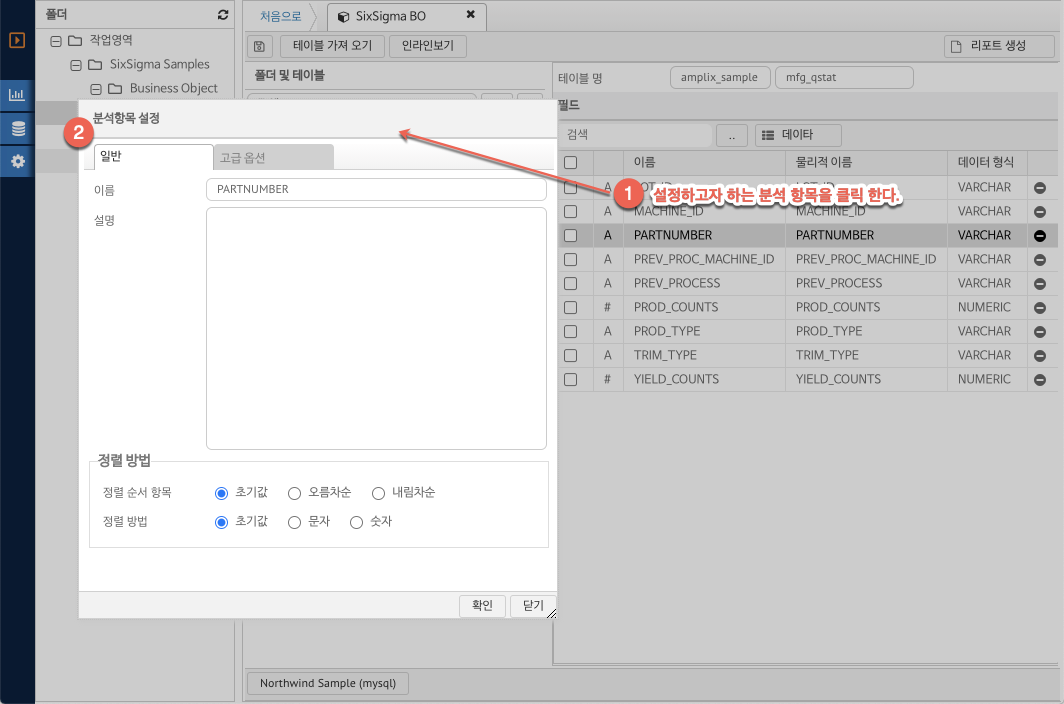 폴더
처음으로
SixSigma BO
작업영역
SixSigma Samples
Business Object
테이블 가져 오기
인라인보기
리포트 생성
폴더 및 테이블
테이블 명
amplix_sample
mfg_qstat
필드
검색
..
데이타
이름
물리적 이름
데이터 형식
A
VARCHAR
A MACHINE_ID MACHINE_ID VARCHAR
A PARTNUMBER PARTNUMBER VARCHAR
A PREV_PROC_MACHINE_ID PREV_PROC_MACHINE_ID VARCHAR
A PREV_PROCESS PREV_PROCESS VARCHAR
# PROD_COUNTS PROD_COUNTS NUMERIC
A PROD_TYPE PROD_TYPE VARCHAR
A TRIM_TYPE TRIM_TYPE VARCHAR
# YIELD_COUNTS YIELD_COUNTS NUMERIC
1 설정하고자 하는 분석 항목을 클릭 한다.
2
분석항목 설정
일반
고급 옵션
이름
PARTNUMBER
설명
정렬 방법
정렬 순서 항목
초기값
오름차순
내림차순
정렬 방법
초기값
문자
숫자
확인
닫기
Northwind Sample (mysql)